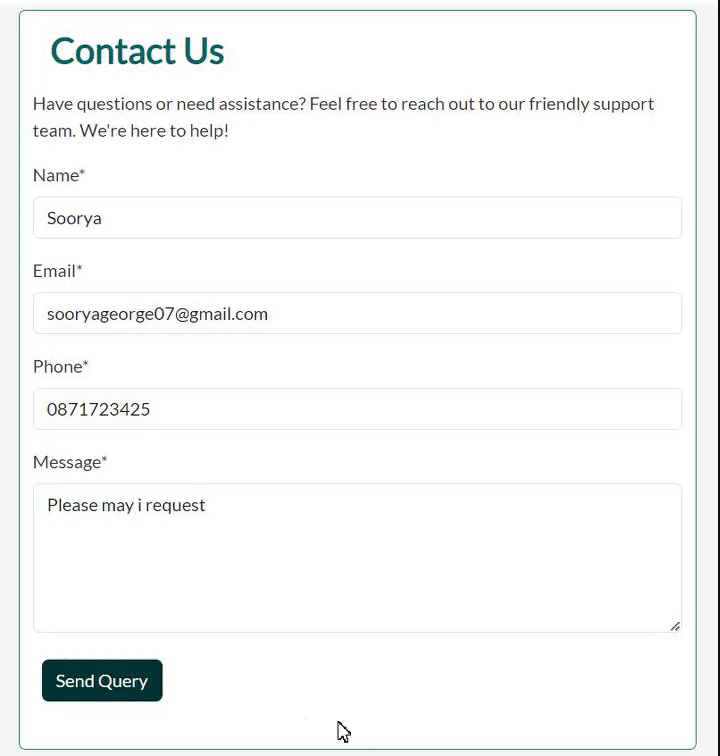 Contact Us
Have questions or need assistance? Feel free to reach out to our friendly support
team. We're here to help!
Name*
Soorya
Email*
sooryageorge07@gmail.com
Phone*
0871723425
Message*
Please may i request
Send Query